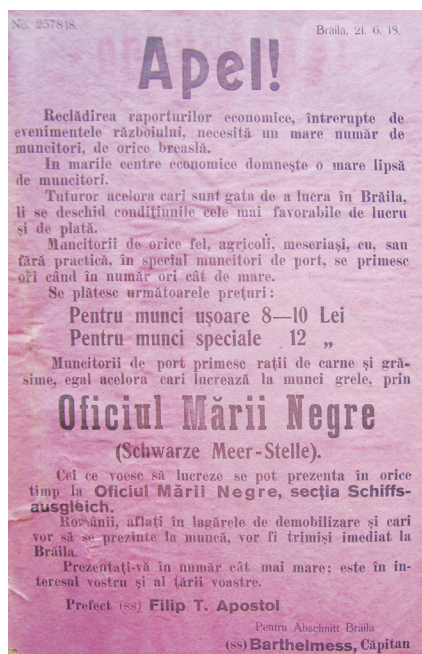 No. 257818.
Brăila, 21. 6. 18.
Apel!
Reclădirea raporturilor economice, întrerupte de
evenimentele războiului, necesită un mare număr de
muncitori, de orice breaslă.
In marile centre economice domnește o mare lipsă
de muncitori.
Tuturor acelora cari sunt gata de a lucra în Brăila,
li se deschid condițiunile cele mai favorabile de lucru
și de plată.
Muncitorii de orice fel, agricoli, meseriași, cu, sau
fără practică, în special muncitori de port, se primesc
ori când în număr ori cât de mare.
Se plătesc următoarele prețuri:
Pentru munci ușoare 8—10 Lei
Pentru munci speciale 12 „
Muncitorii de port primesc rații de carne și gră-
sime, egal acelora cari lucrează la munci grele, prin
Oficiul Mării Negre
(Schwarze Meer-Stelle).
Cei ce voesc să lucreze se pot prezenta în orice
timp la Oficiul Mării Negre, secția Schiffs-
ausgleich.
Românii, aflați în lagărele de demobilizare și cari
vor să se prezinte la muncă, vor fi trimiși imediat la
Brăila.
Prezentați-vă în număr cât mai mare; este în in-
teresul vostru și al țării voastre.
Prefect (ss) Filip T. Apostol
Pentru Abschnitt Braila
(ss) Barthelmess, Căpitan